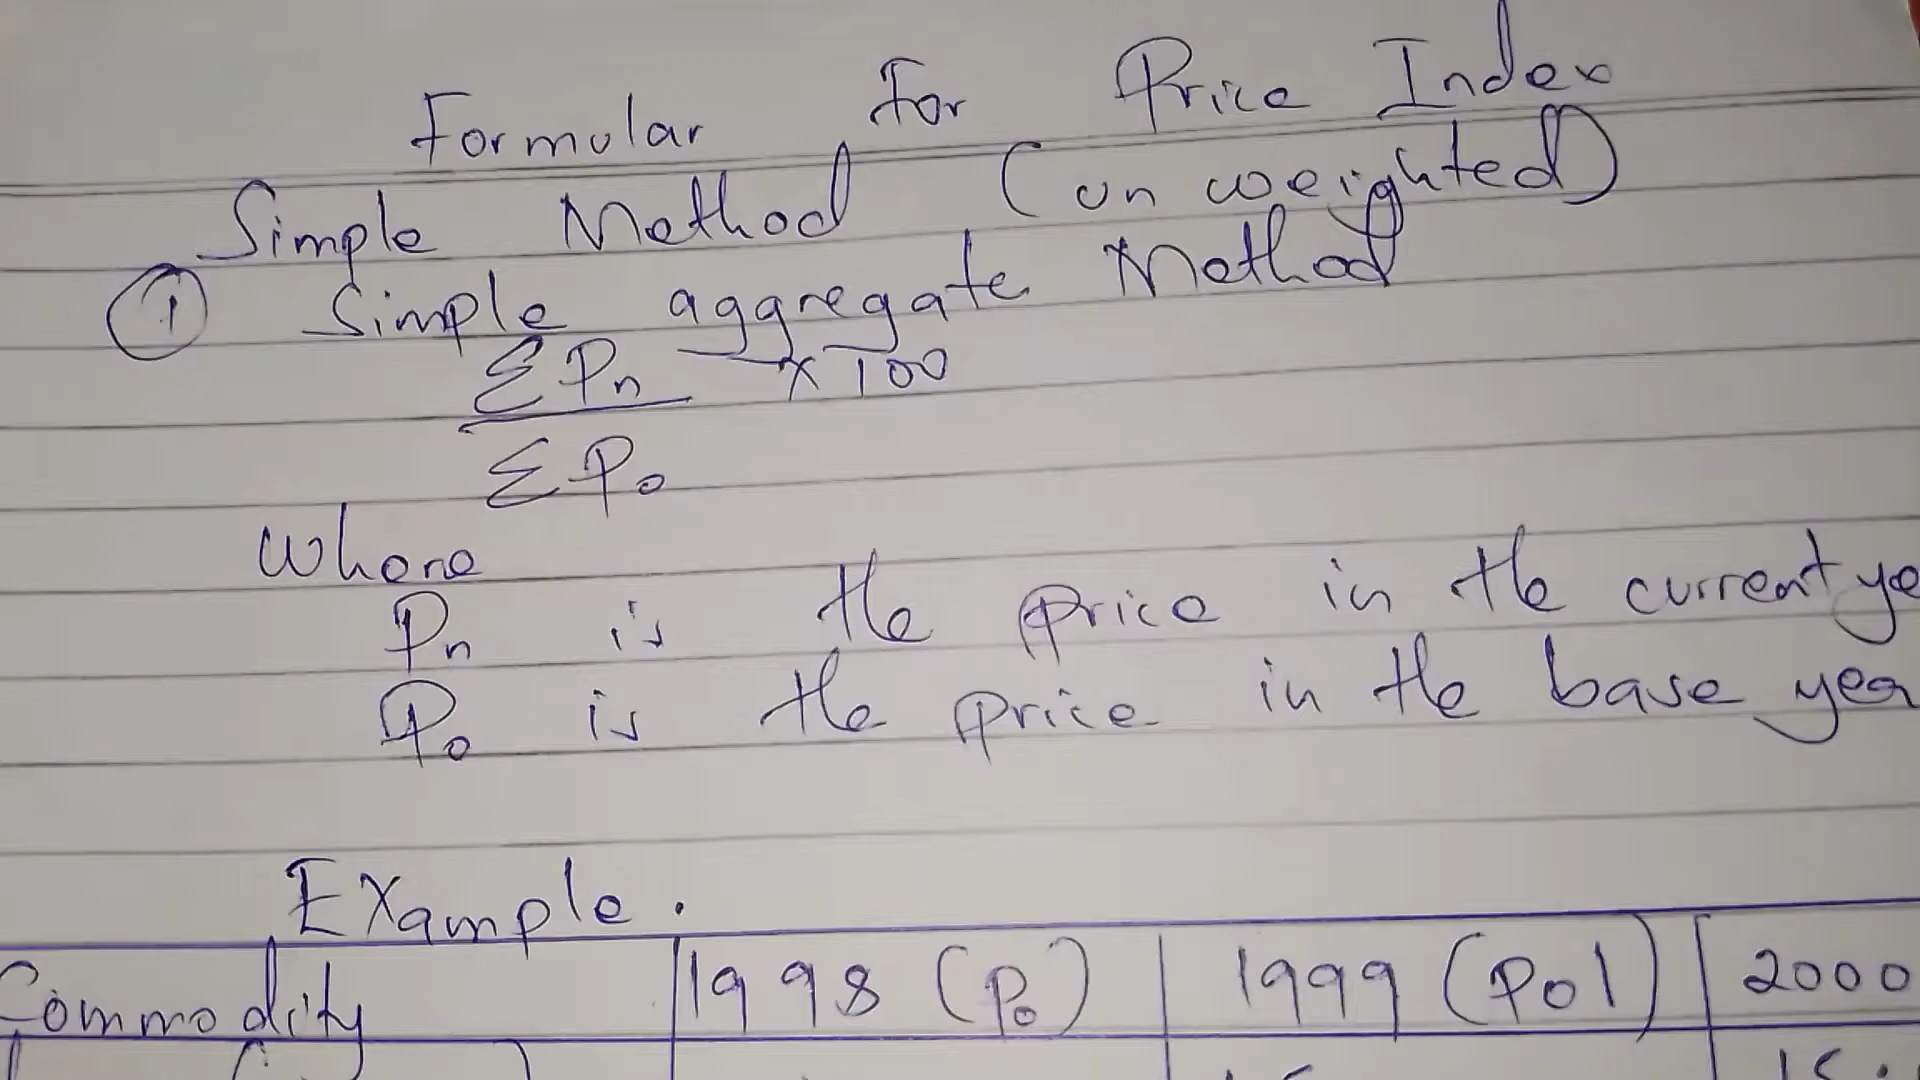 Formular For Price Index
Simple Method (un weighted)
① Simple aggregate Method
ΣPn × 100
ΣPo
Where
Pn is the price in the current ye
Po is the price in the base yea
EXample.
Commodity 1998 (Po) 1999 (Po1) 2000